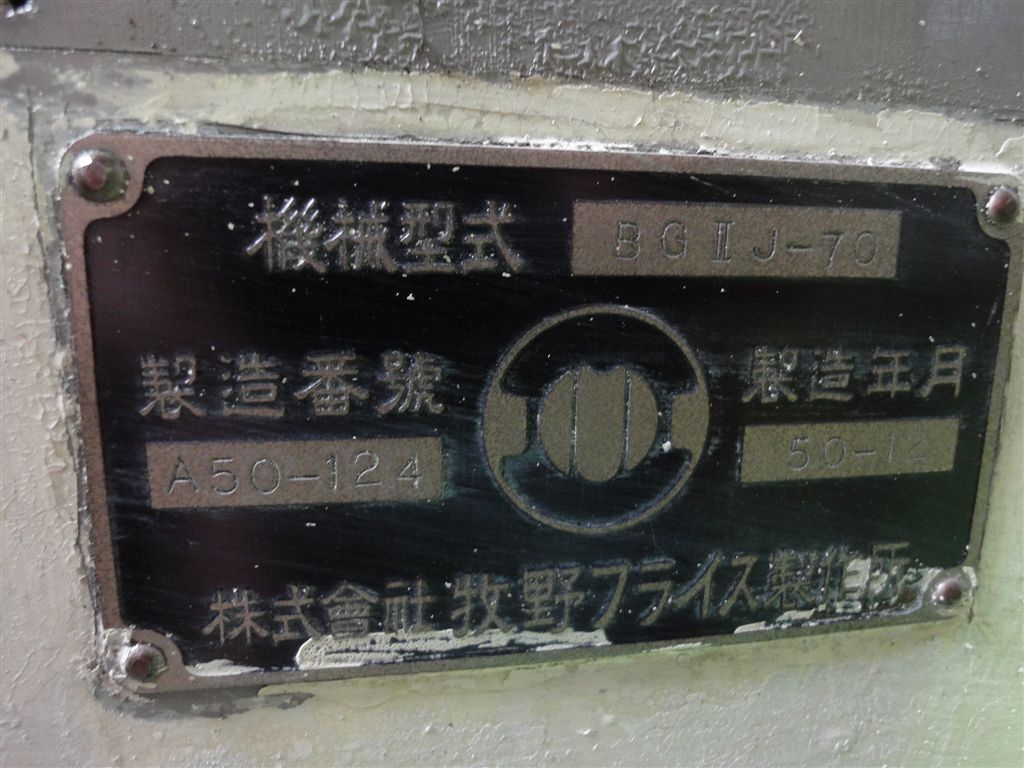 機械型式 BGⅡJ-70
製造番號
A50-124
製造年月
50-12
株式會社 牧野フライス製作所